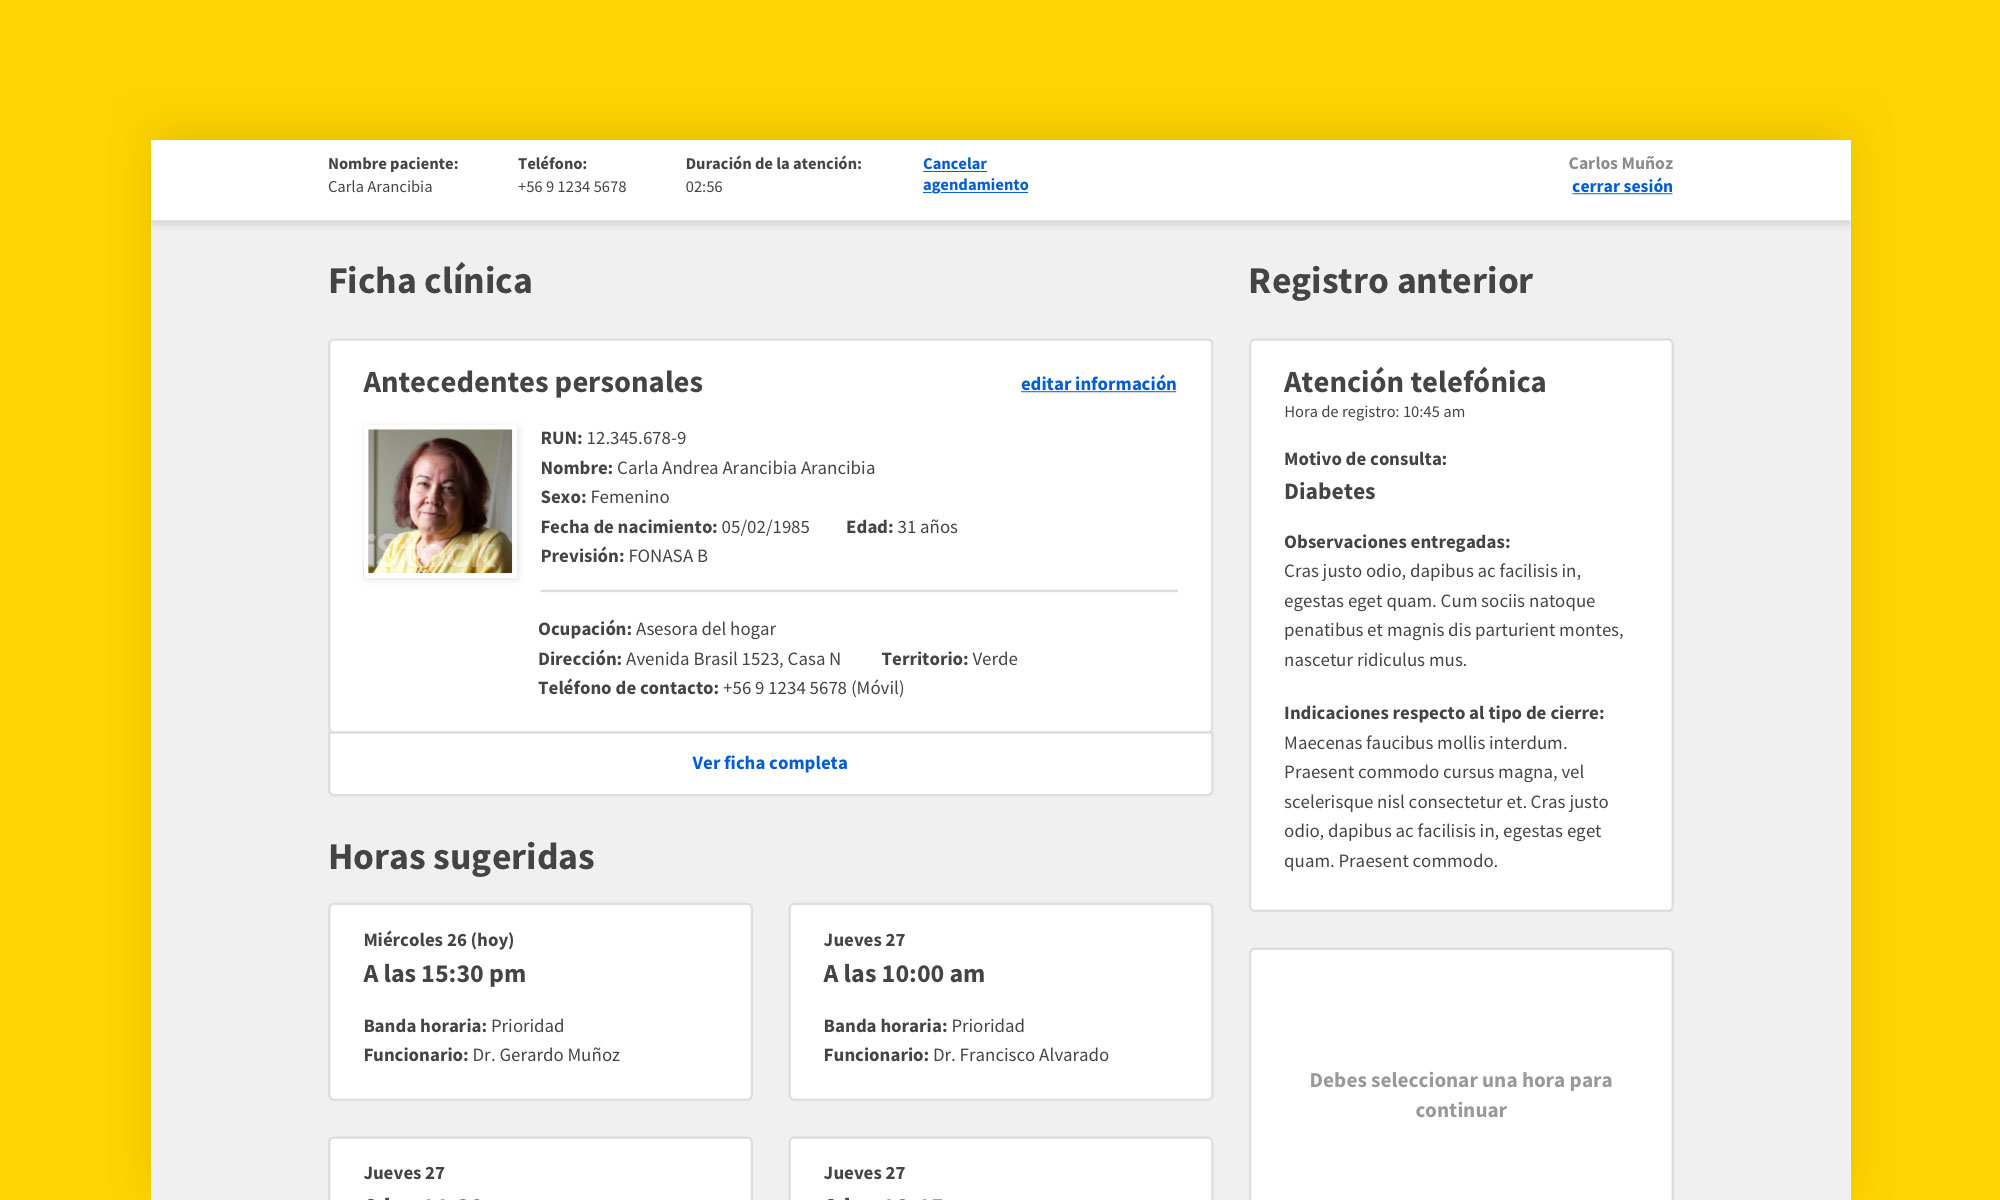 Nombre paciente:
Carla Arancibia
Teléfono:
+56 9 1234 5678
Duración de la atención:
02:56
Cancelar
agendamiento
Carlos Muñoz
cerrar sesión
Ficha clínica
Antecedentes personales
editar información
RUN: 12.345.678-9
Nombre: Carla Andrea Arancibia Arancibia
Sexo: Femenino
Fecha de nacimiento: 05/02/1985 Edad: 31 años
Previsión: FONASA B
Ocupación: Asesora del hogar
Dirección: Avenida Brasil 1523, Casa N Territorio: Verde
Teléfono de contacto: +56 9 1234 5678 (Móvil)
Ver ficha completa
Horas sugeridas
Miércoles 26 (hoy)
A las 15:30 pm
Banda horaria: Prioridad
Funcionario: Dr. Gerardo Muñoz
Jueves 27
A las 10:00 am
Banda horaria: Prioridad
Funcionario: Dr. Francisco Alvarado
Jueves 27
Jueves 27
Registro anterior
Atención telefónica
Hora de registro: 10:45 am
Motivo de consulta:
Diabetes
Observaciones entregadas:
Cras justo odio, dapibus ac facilisis in,
egestas eget quam. Cum sociis natoque
penatibus et magnis dis parturient montes,
nascetur ridiculus mus.
Indicaciones respecto al tipo de cierre:
Maecenas faucibus mollis interdum.
Praesent commodo cursus magna, vel
scelerisque nisl consectetur et. Cras justo
odio, dapibus ac facilisis in, egestas eget
quam. Praesent commodo.
Debes seleccionar una hora para
continuar